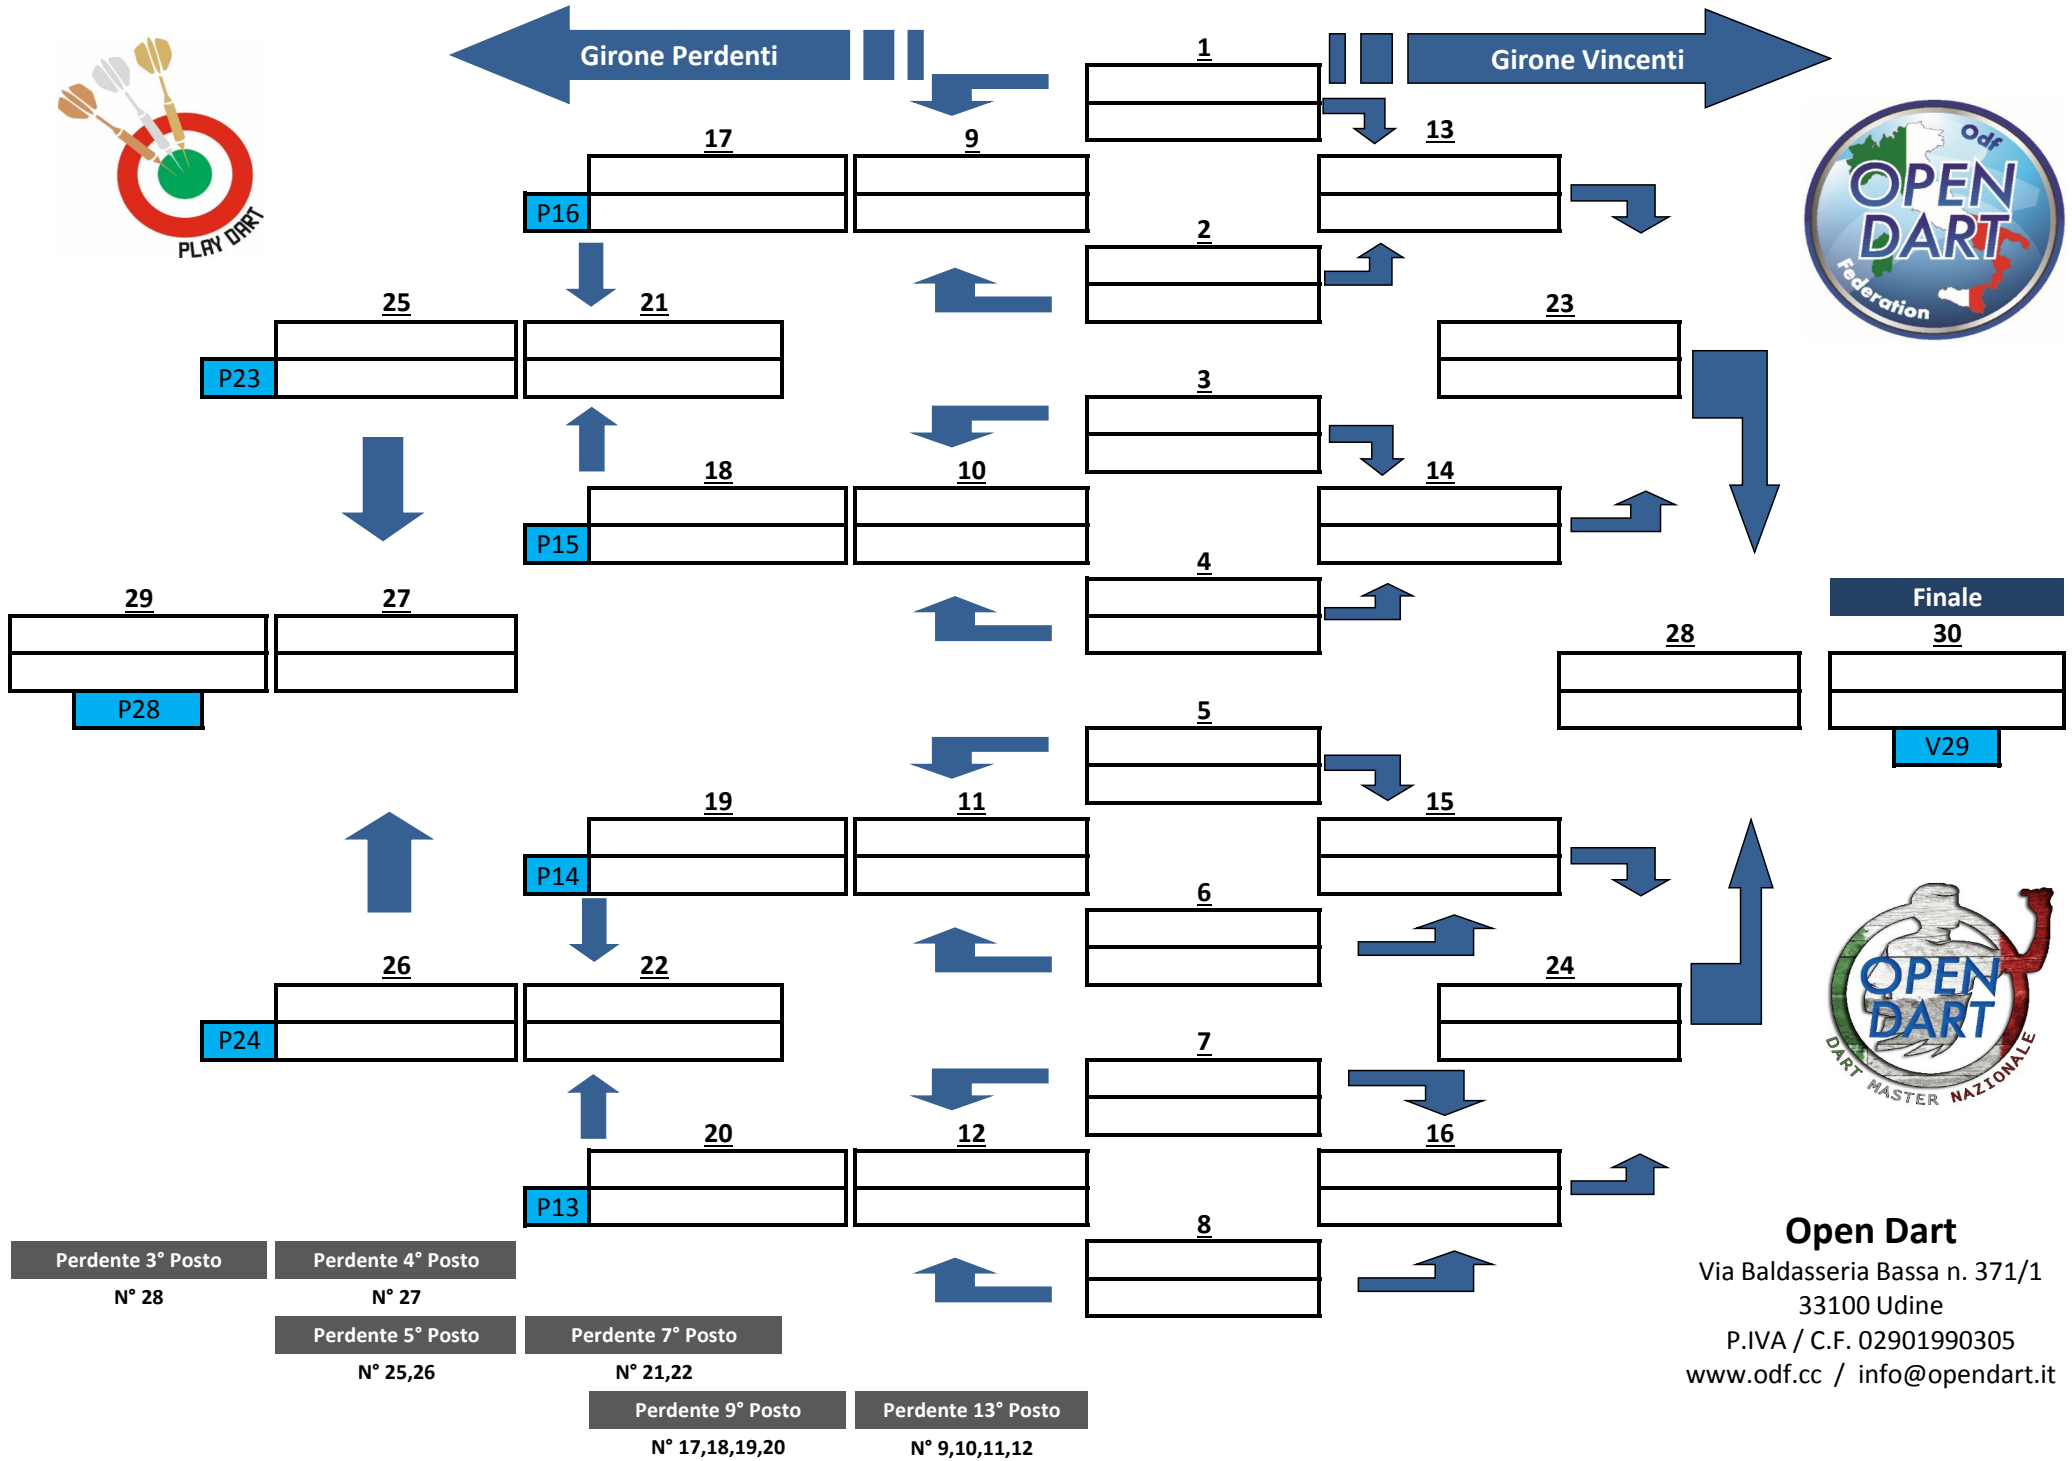 Girone Perdenti
Girone Vincenti
1
PLAY DART
17
9
13
Odf
OPEN
DART
Federation
P16
2
25
21
23
P23
3
18
10
14
P15
4
29
27
Finale
28
30
P28
5
V29
19
11
15
P14
6
26
22
24
OPEN
DART
DART MASTER NAZIONALE
P24
7
20
12
16
P13
8
Perdente 3° Posto
Perdente 4° Posto
N° 28
N° 27
Perdente 5° Posto
Perdente 7° Posto
N° 25,26
N° 21,22
Perdente 9° Posto
Perdente 13° Posto
N° 17,18,19,20
N° 9,10,11,12
Open Dart
Via Baldasseria Bassa n. 371/1
33100 Udine
P.IVA / C.F. 02901990305
www.odf.cc / info@opendart.it